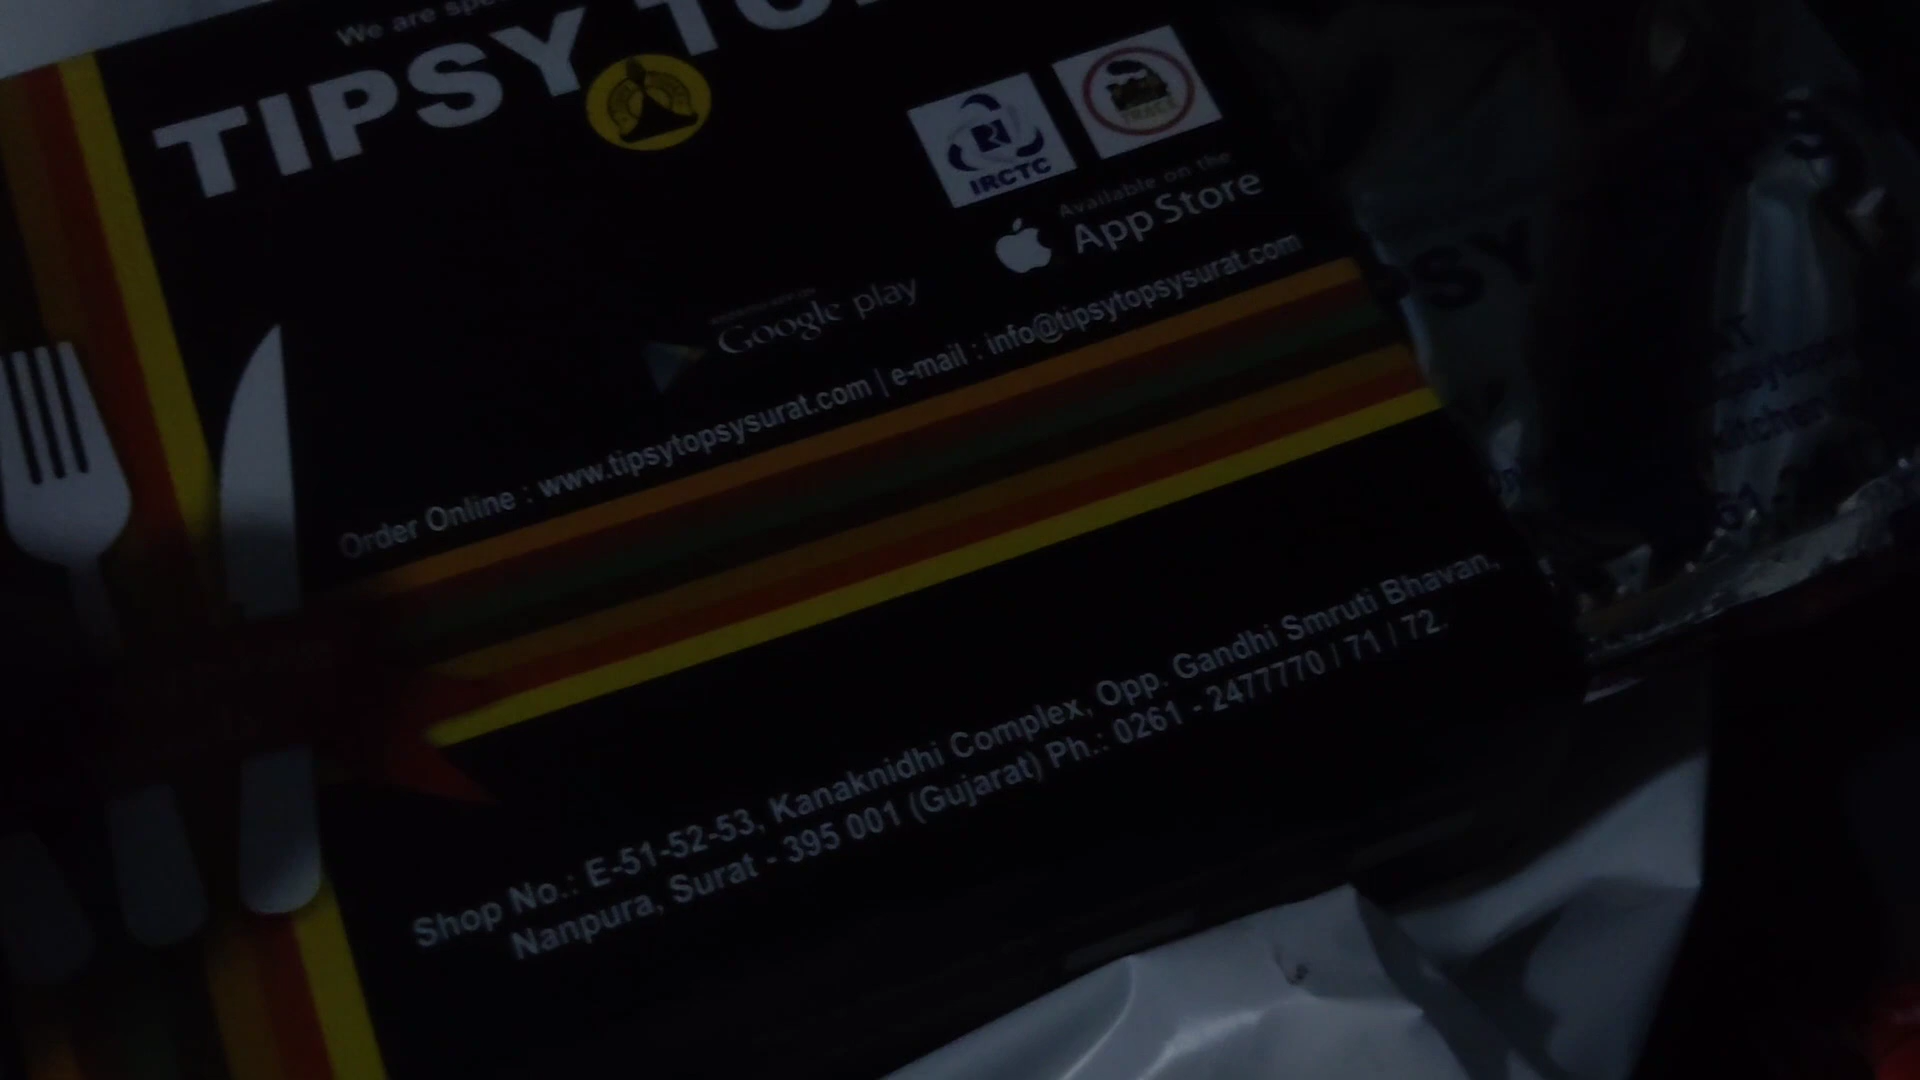 We are
TIPSY
IRCTC
Available on the
App Store
Google play
Order Online : www.tipsytopsysurat.com | e-mail : info@tipsytopsysurat.com
Shop No.: E-51-52-53, Kanaknidhi Complex, Opp. Gandhi Smruti Bhavan,
Nanpura, Surat - 395 001 (Gujarat) Ph.: 0261 - 2477770 / 71 / 72.